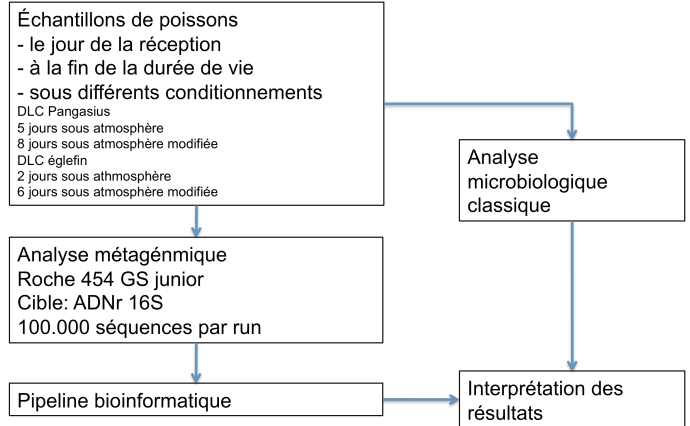 Échantillons de poissons
- le jour de la réception
- à la fin de la durée de vie
- sous différents conditionnements
DLC Pangasius
5 jours sous atmosphère
8 jours sous atmosphère modifiée
DLC églefin
2 jours sous athmosphère
6 jours sous atmosphère modifiée
Analyse
microbiologique
classique
Analyse métagénmique
Roche 454 GS junior
Cible: ADNr 16S
100.000 séquences par run
Pipeline bioinformatique
Interprétation des
résultats